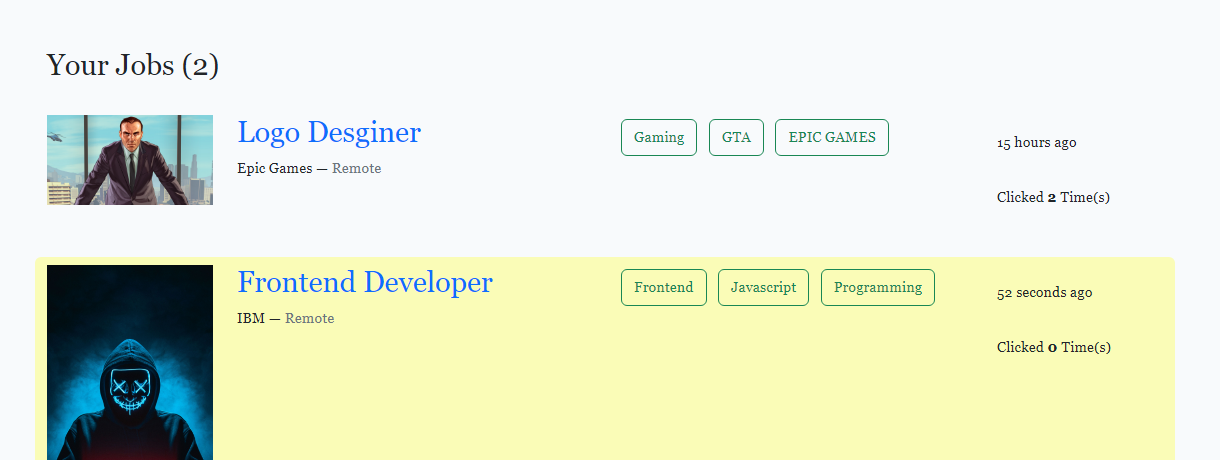 Your Jobs (2)
Logo Desginer
Epic Games — Remote
Gaming
GTA
EPIC GAMES
15 hours ago
Clicked 2 Time(s)
Frontend Developer
IBM — Remote
Frontend
Javascript
Programming
52 seconds ago
Clicked 0 Time(s)